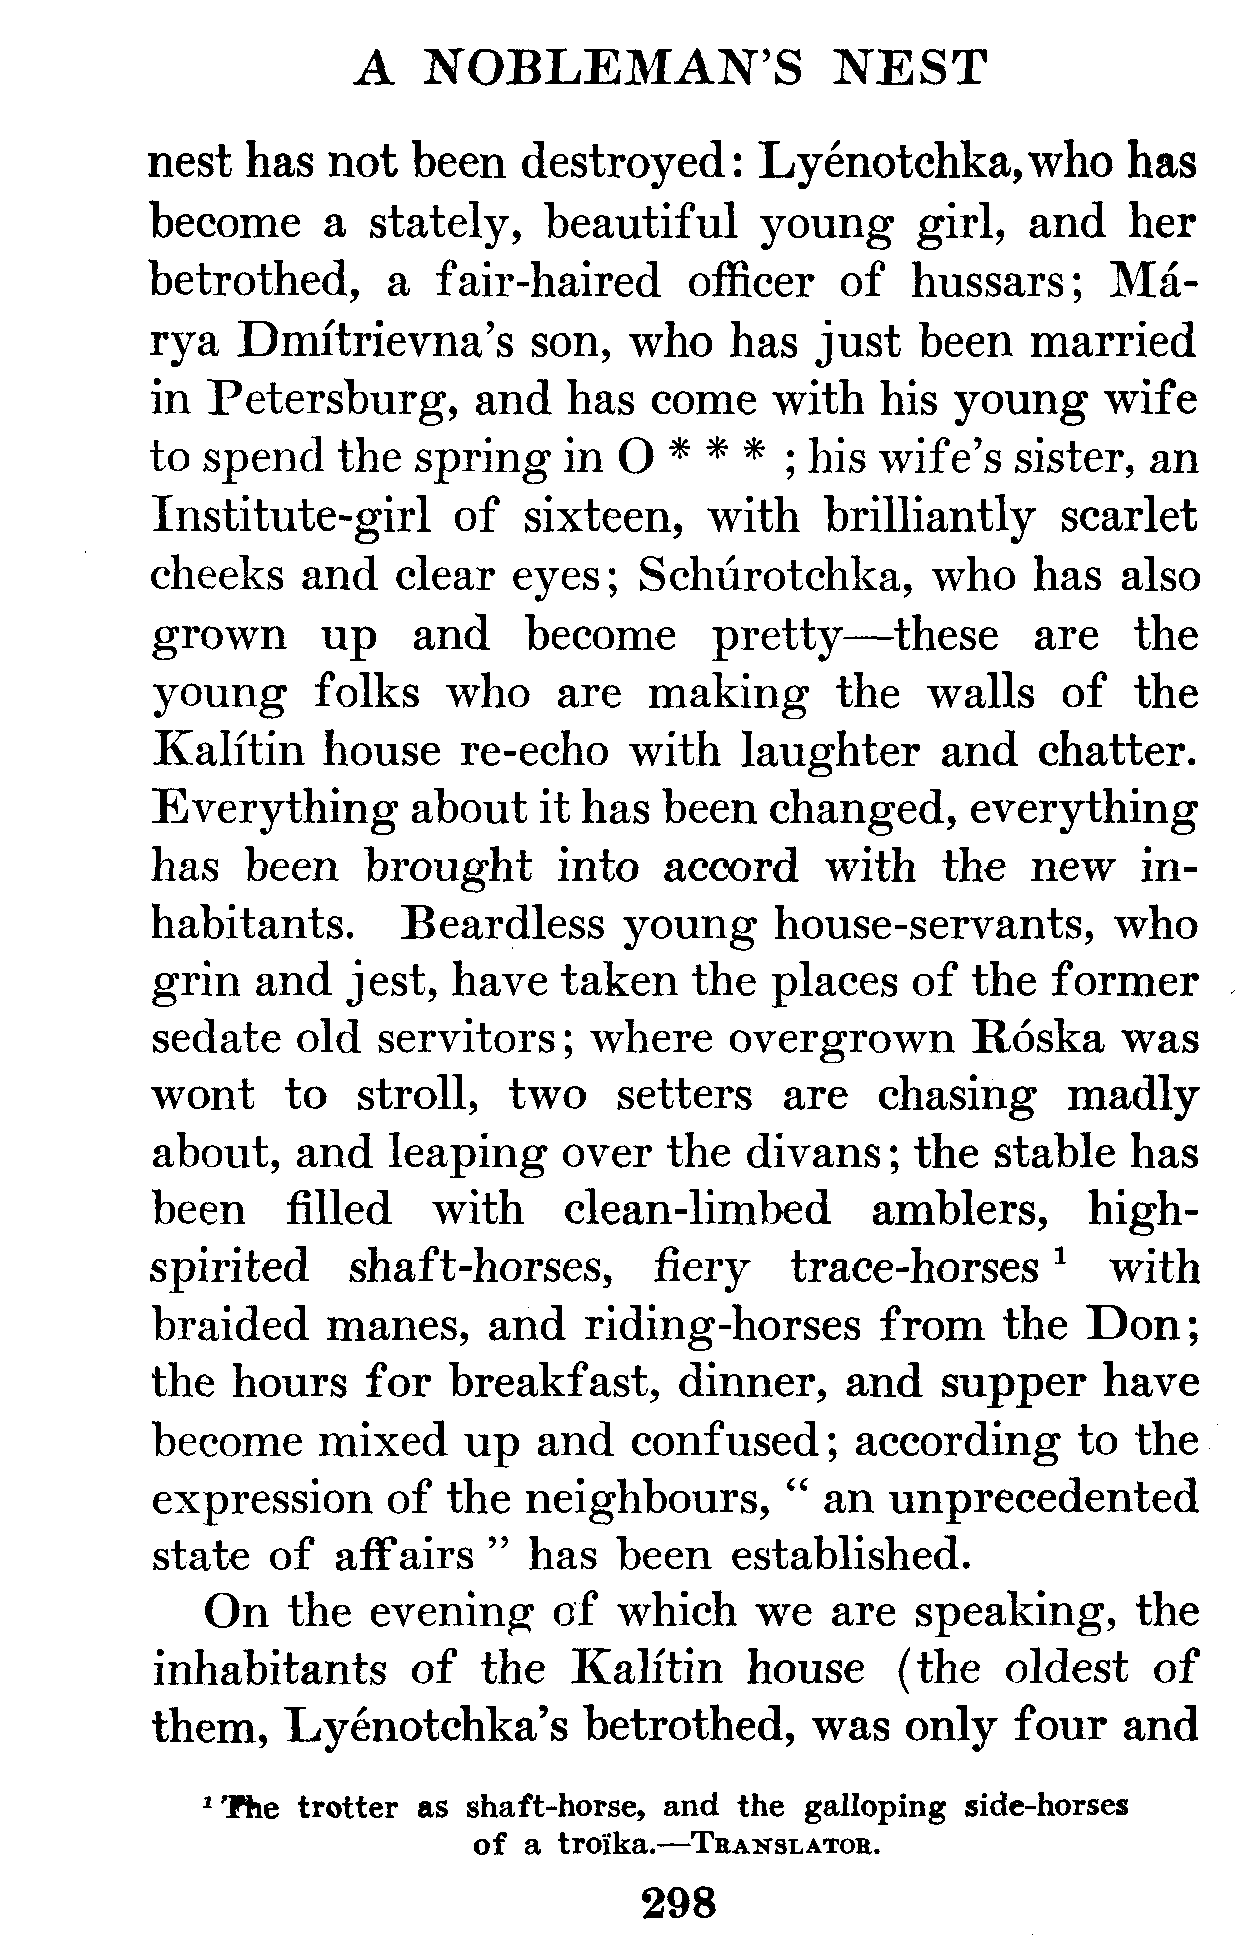 A NOBLEMAN'S NEST
nest has not been destroyed: Lyénotchka, who has
become a stately, beautiful young girl, and her
betrothed, a fair-haired officer of hussars; Má-
rya Dmítrievna's son, who has just been married
in Petersburg, and has come with his young wife
to spend the spring in O * * * ; his wife's sister, an
Institute-girl of sixteen, with brilliantly scarlet
cheeks and clear eyes; Schúrotchka, who has also
grown up and become pretty—these are the
young folks who are making the walls of the
Kalítin house re-echo with laughter and chatter.
Everything about it has been changed, everything
has been brought into accord with the new in-
habitants. Beardless young house-servants, who
grin and jest, have taken the places of the former
sedate old servitors; where overgrown Róska was
wont to stroll, two setters are chasing madly
about, and leaping over the divans; the stable has
been filled with clean-limbed amblers, high-
spirited shaft-horses, fiery trace-horses ¹ with
braided manes, and riding-horses from the Don;
the hours for breakfast, dinner, and supper have
become mixed up and confused; according to the
expression of the neighbours, “ an unprecedented
state of affairs ” has been established.
On the evening of which we are speaking, the
inhabitants of the Kalítin house (the oldest of
them, Lyénotchka's betrothed, was only four and
¹ The trotter as shaft-horse, and the galloping side-horses
of a troïka.—TRANSLATOR.
298